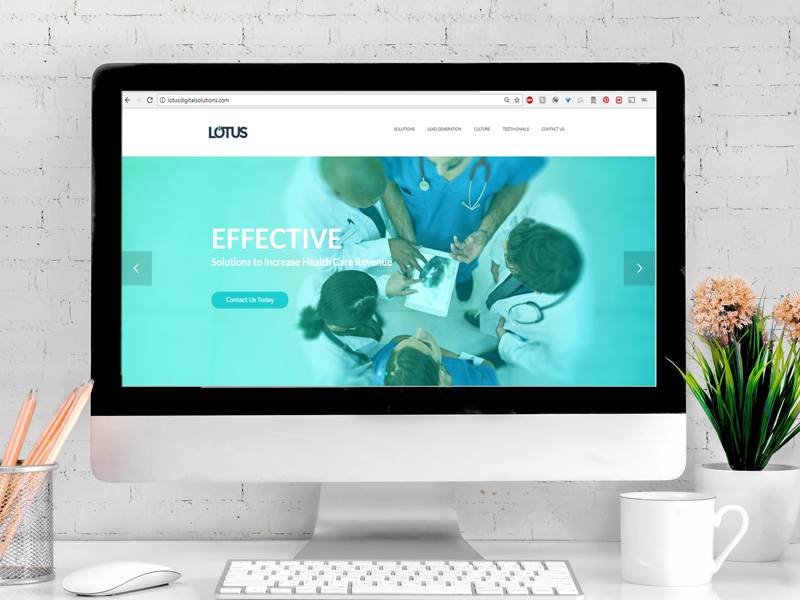 lotusdigitalsolutions.com
LOTUS
SOLUTIONS
LEAD GENERATION
CULTURE
TESTIMONIALS
CONTACT US
EFFECTIVE
Solutions to Increase Health Care Revenue
Contact Us Today